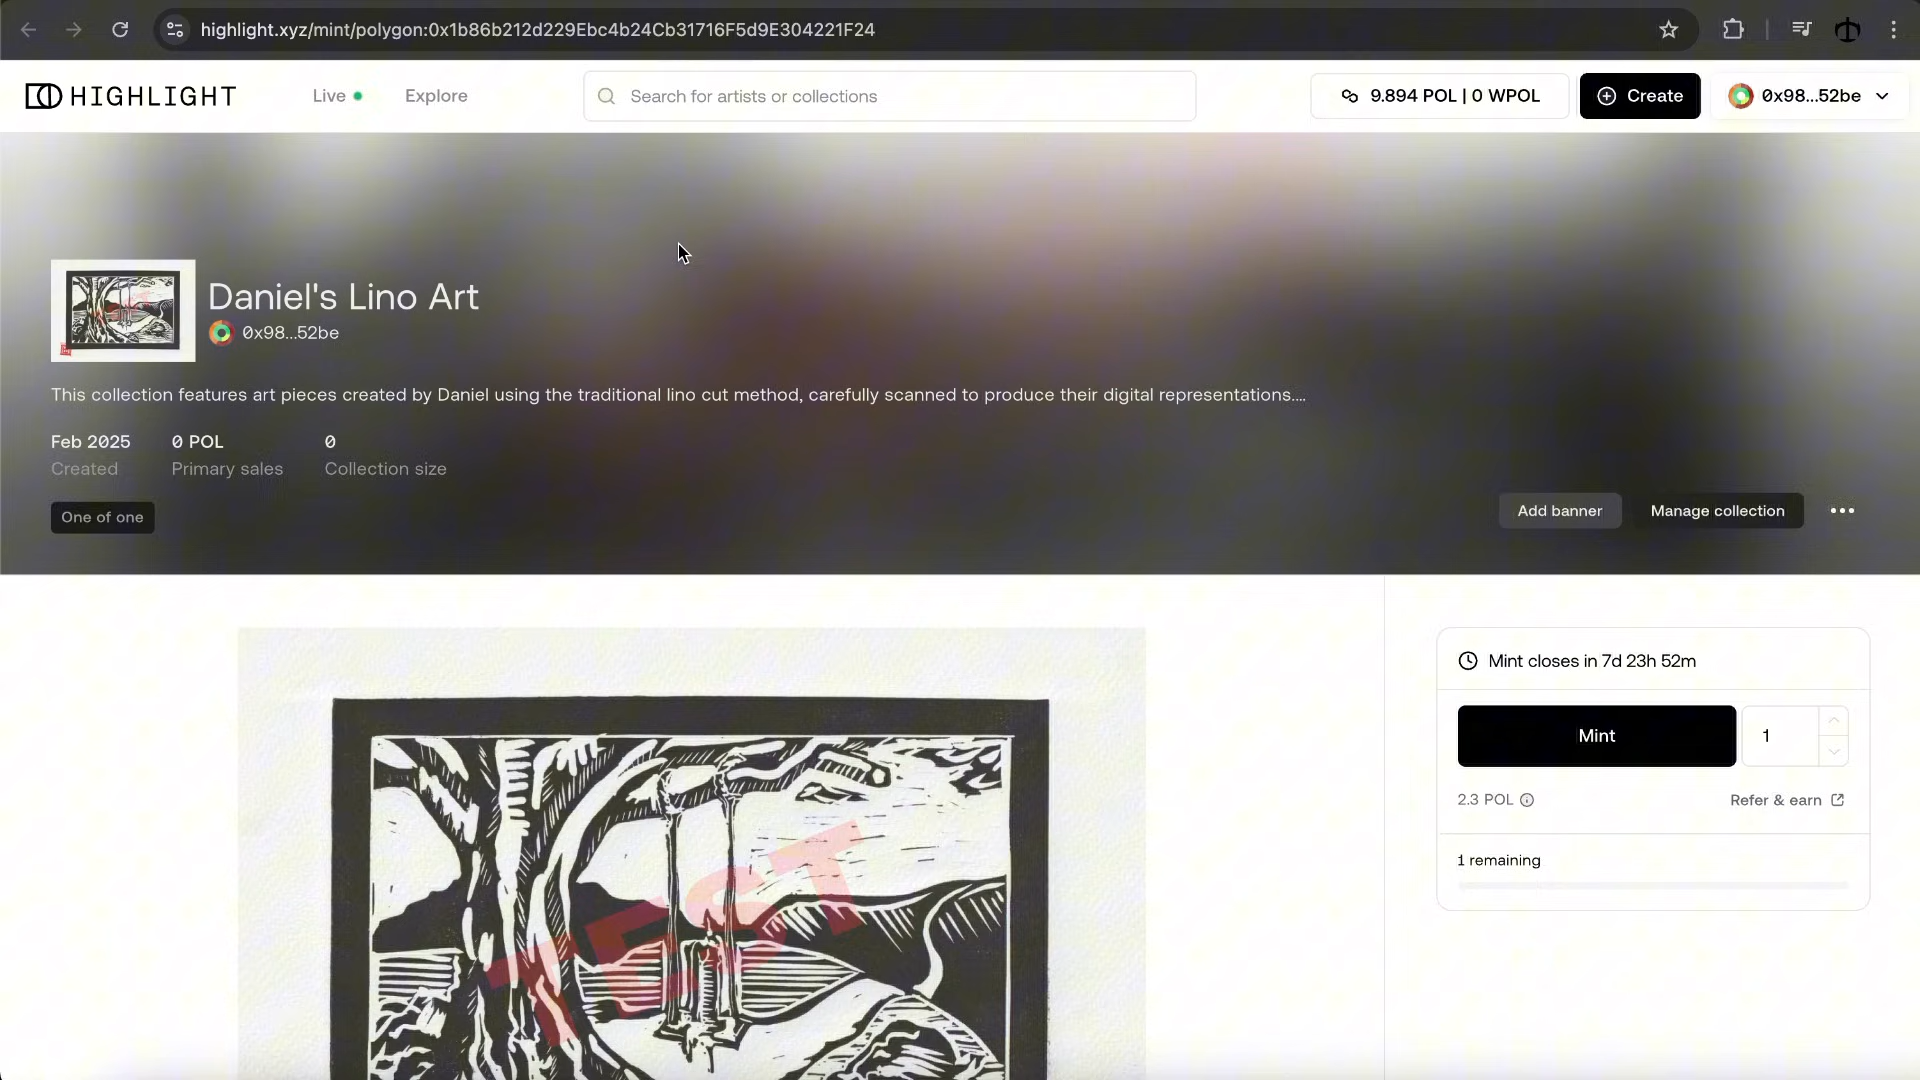 highlight.xyz/mint/polygon:0x1b86b212d229Ebc4b24Cb31716F5d9E304221F24
HIGHLIGHT
Live
Explore
Search for artists or collections
9.894 POL | 0 WPOL
Create
0x98...52be
Daniel's Lino Art
0x98...52be
This collection features art pieces created by Daniel using the traditional lino cut method, carefully scanned to produce their digital representations....
Feb 2025 0 POL 0
Created Primary sales Collection size
One of one
Add banner
Manage collection
Mint closes in 7d 23h 52m
Mint
1
2.3 POL
Refer & earn
1 remaining
TEST